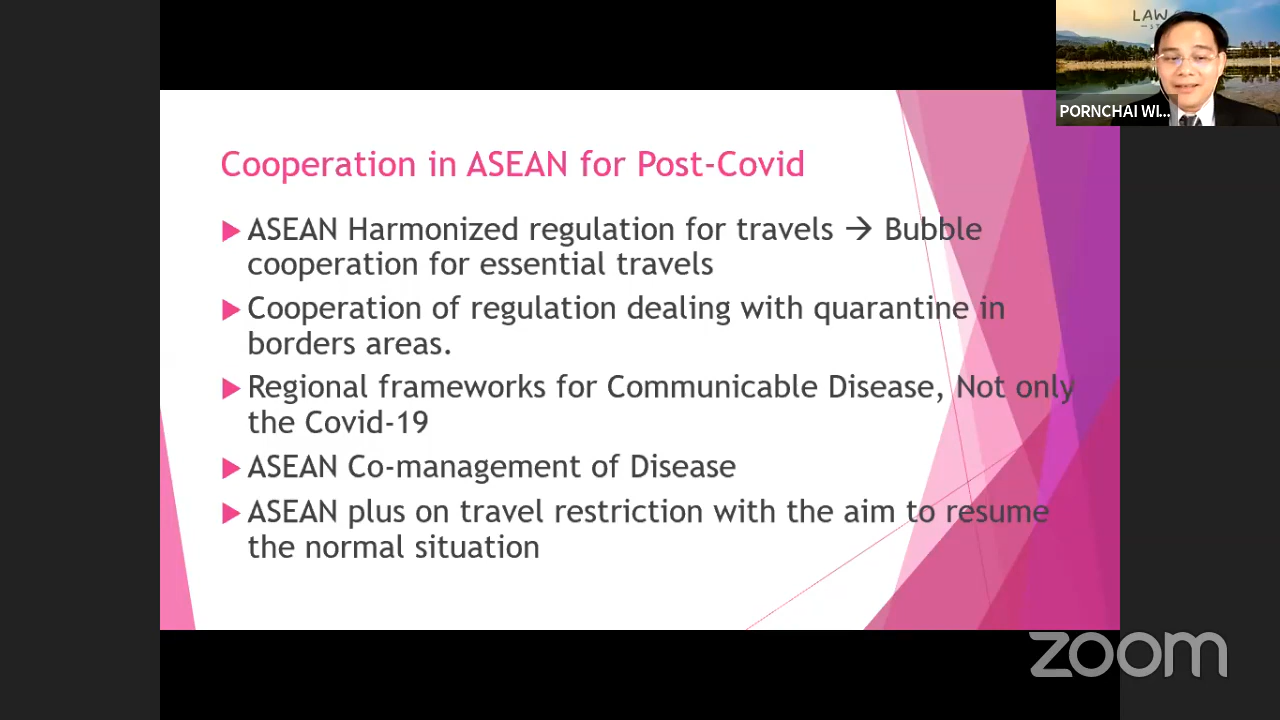 LAW
PORNCHAI WI...
Cooperation in ASEAN for Post-Covid
ASEAN Harmonized regulation for travels → Bubble
cooperation for essential travels
Cooperation of regulation dealing with quarantine in
borders areas.
Regional frameworks for Communicable Disease, Not only
the Covid-19
ASEAN Co-management of Disease
ASEAN plus on travel restriction with the aim to resume
the normal situation
zoom